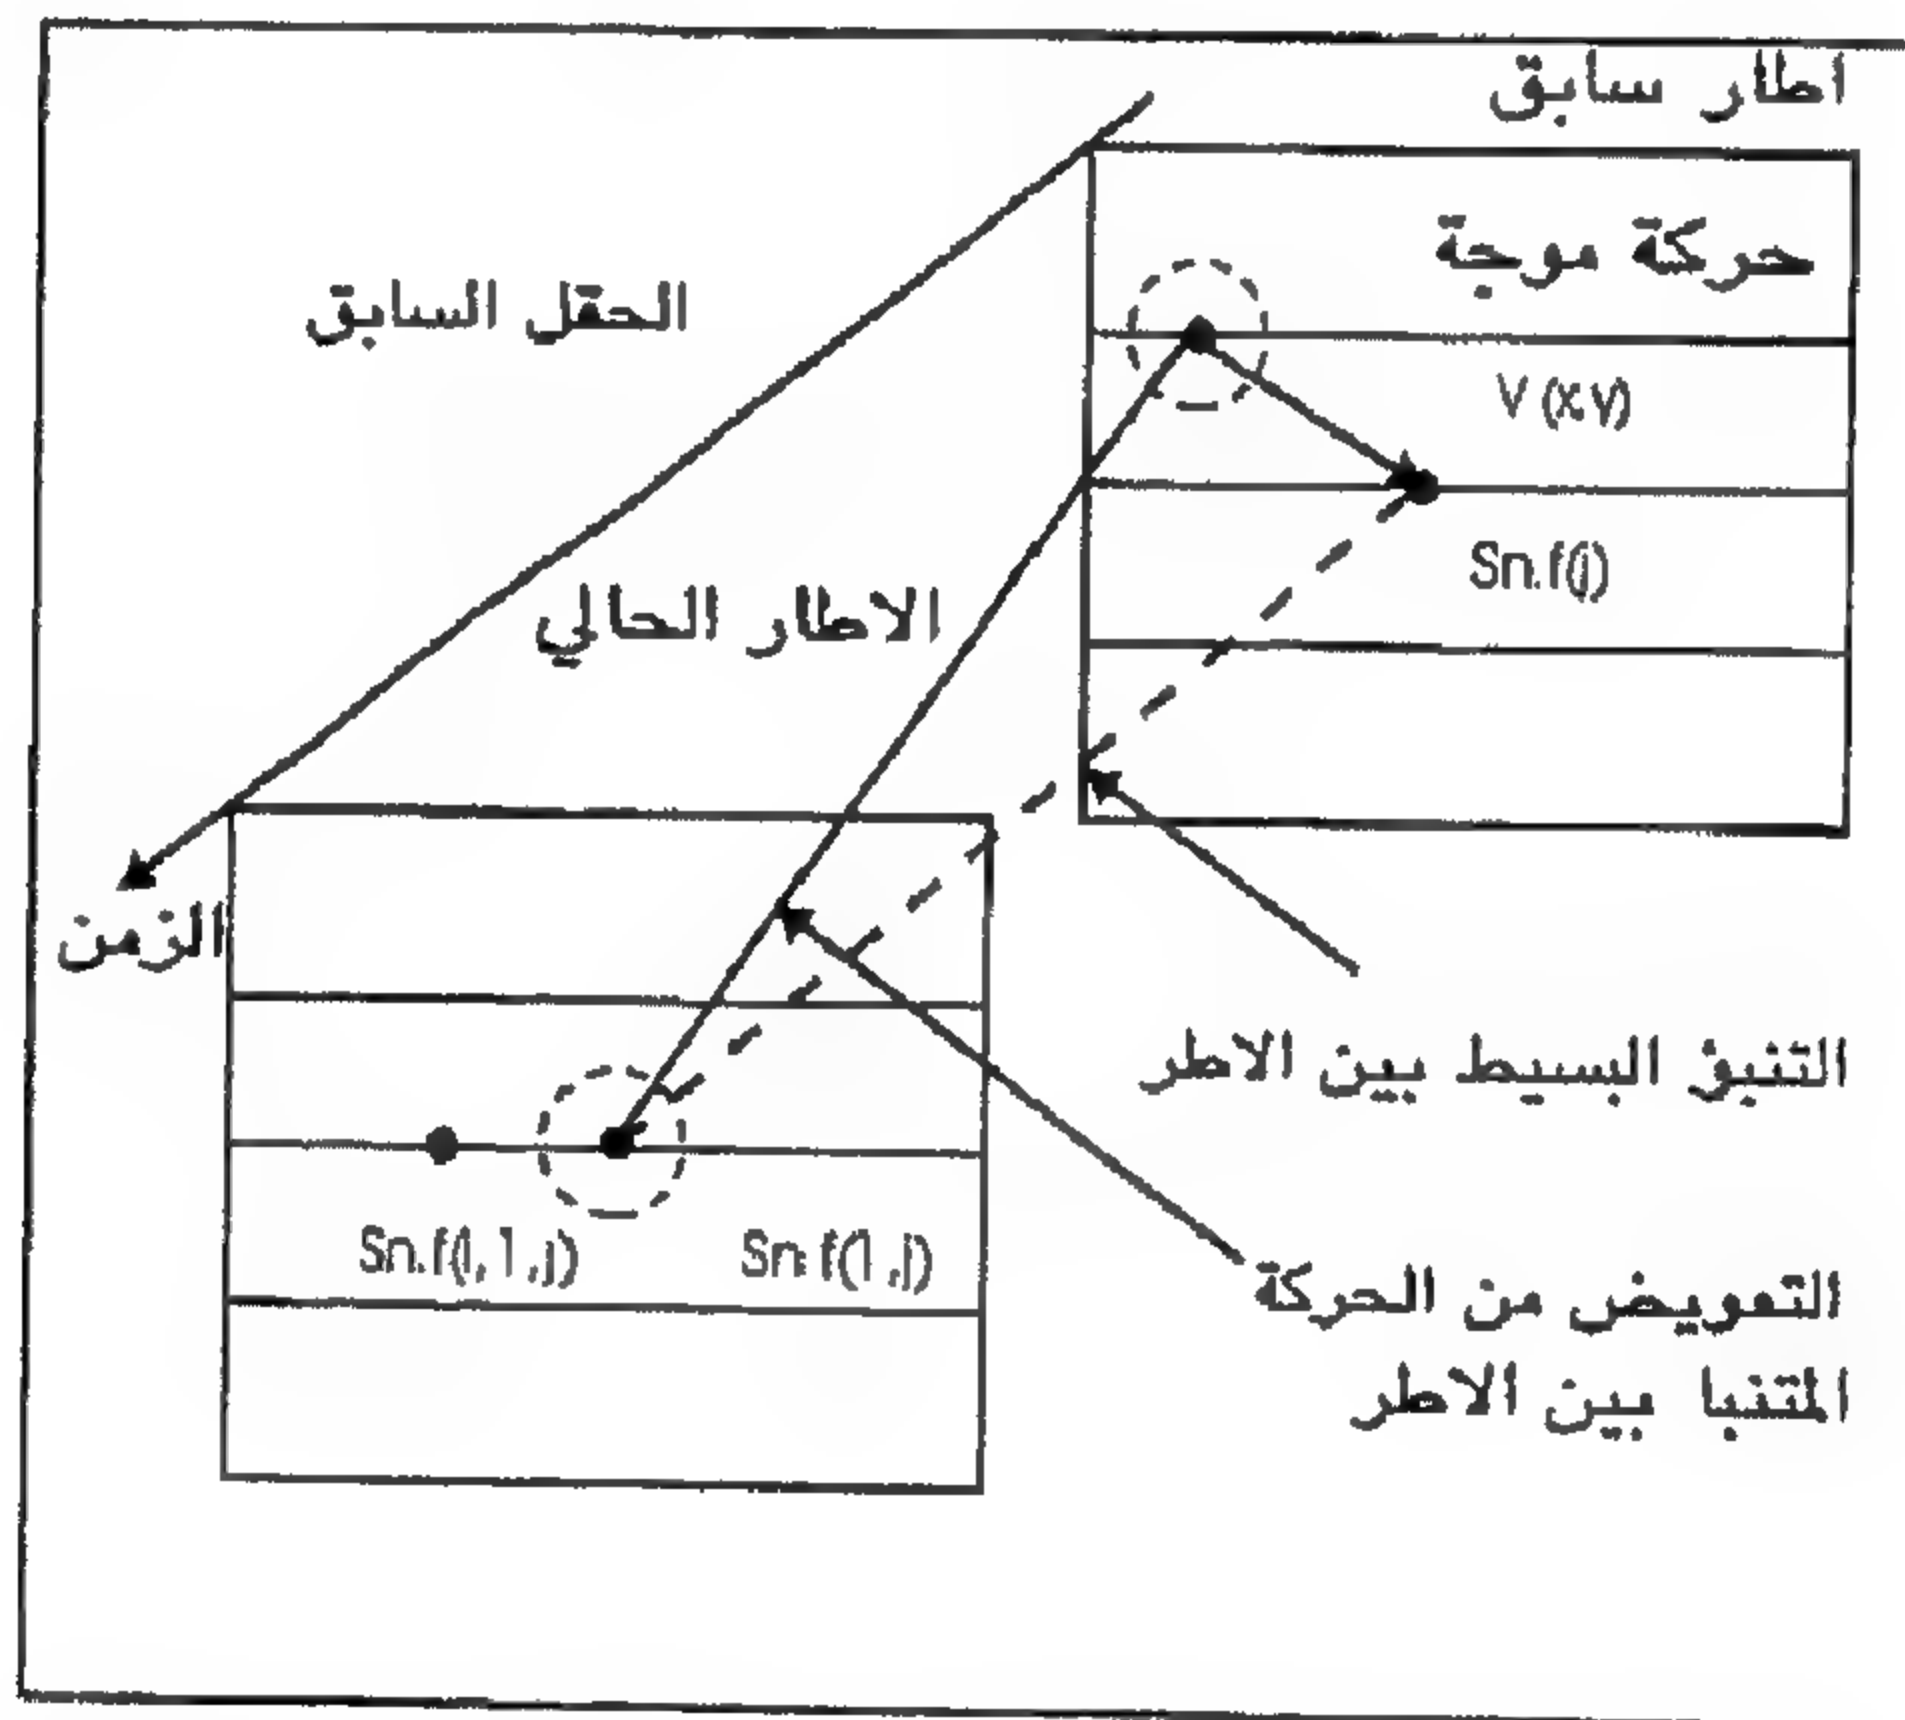 اطار سابق
حركة موجة
الحقل السابق
V (x,y)
Sn.f(j)
الاطار الحالي
الزمن
التنبؤ البسيط بين الاطر
Sn.f(i,1,j)
Sn.f(1,j)
التعويض من الحركة
المتنبا بين الاطر